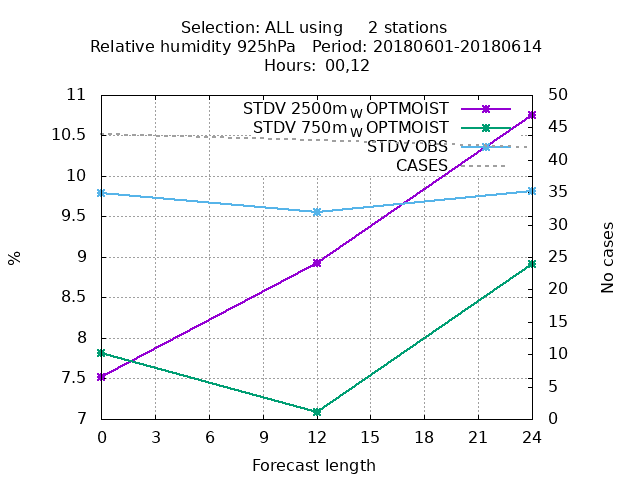 Selection: ALL using 2 stations
Relative humidity 925hPa Period: 20180601-20180614
Hours: 00,12
STDV 2500m_W OPTMOIST
STDV 750m_W OPTMOIST
STDV OBS
CASES
11
10.5
10
9.5
9
8.5
8
7.5
7
50
45
40
35
30
25
20
15
10
5
0
%
No cases
0 3 6 9 12 15 18 21 24
Forecast length